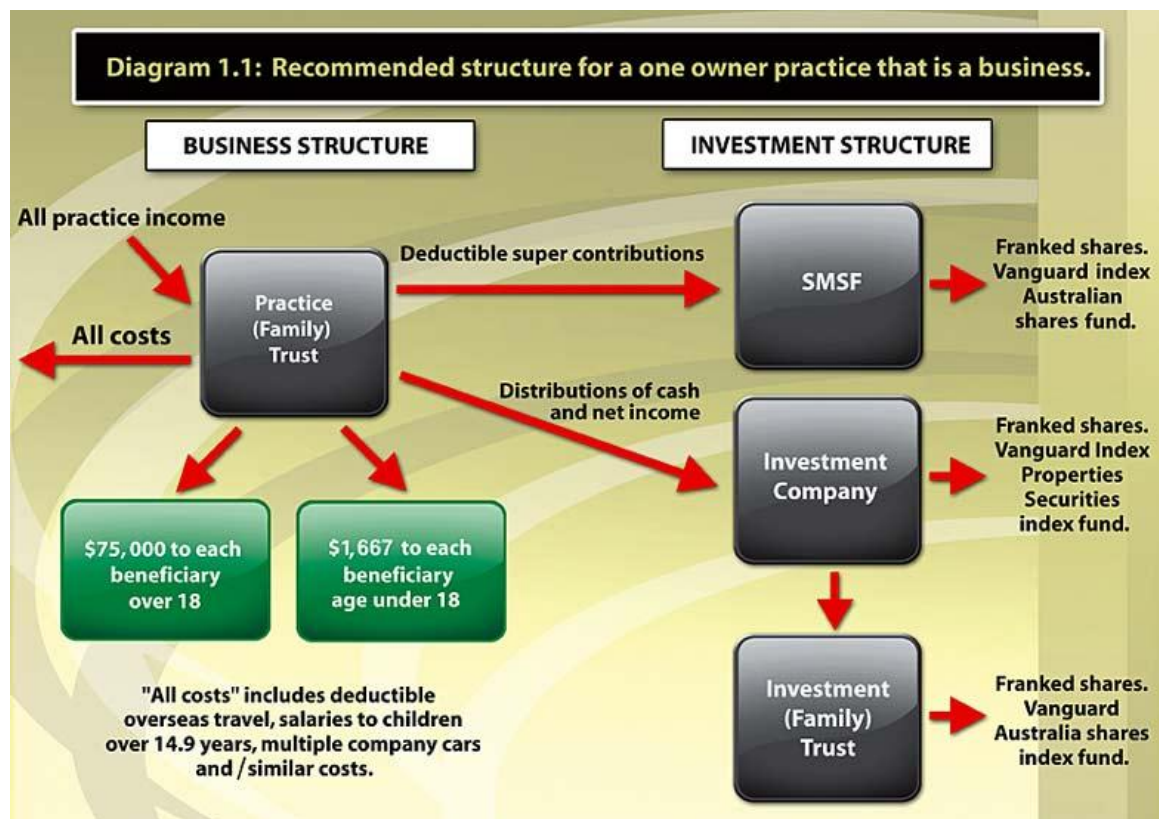 Diagram 1.1: Recommended structure for a one owner practice that is a business.
BUSINESS STRUCTURE
INVESTMENT STRUCTURE
All practice income
Practice
(Family)
Trust
All costs
Deductible super contributions
Distributions of cash
and net income
$75,000 to each
beneficiary
over 18
$1,667 to each
beneficiary
age under 18
"All costs" includes deductible
overseas travel, salaries to children
over 14.9 years, multiple company cars
and /similar costs.
SMSF
Franked shares.
Vanguard index
Australian
shares fund.
Investment
Company
Franked shares.
Vanguard Index
Properties
Securities
index fund.
Investment
(Family)
Trust
Franked shares.
Vanguard
Australia shares
index fund.